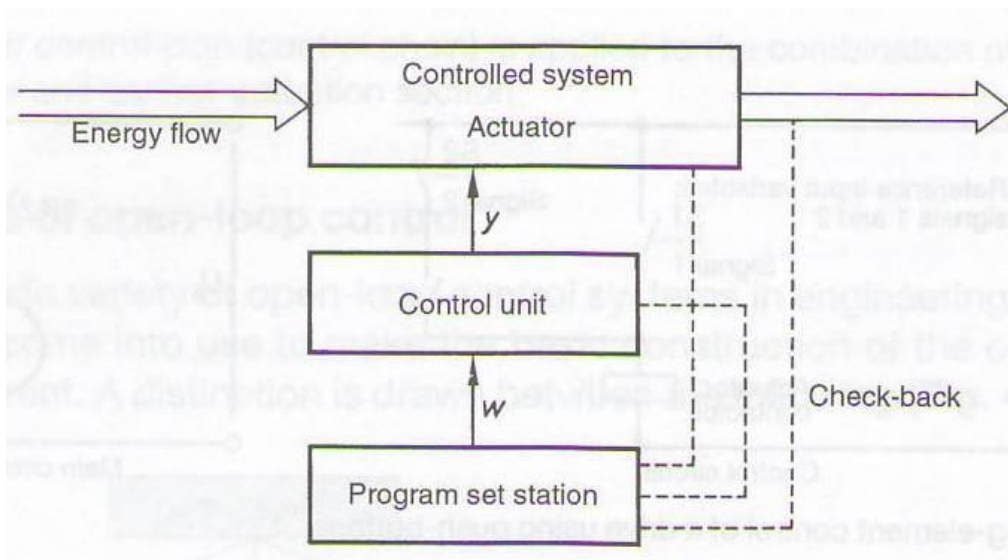 Controlled system
Actuator
Energy flow
y
Control unit
w
Check-back
Program set station